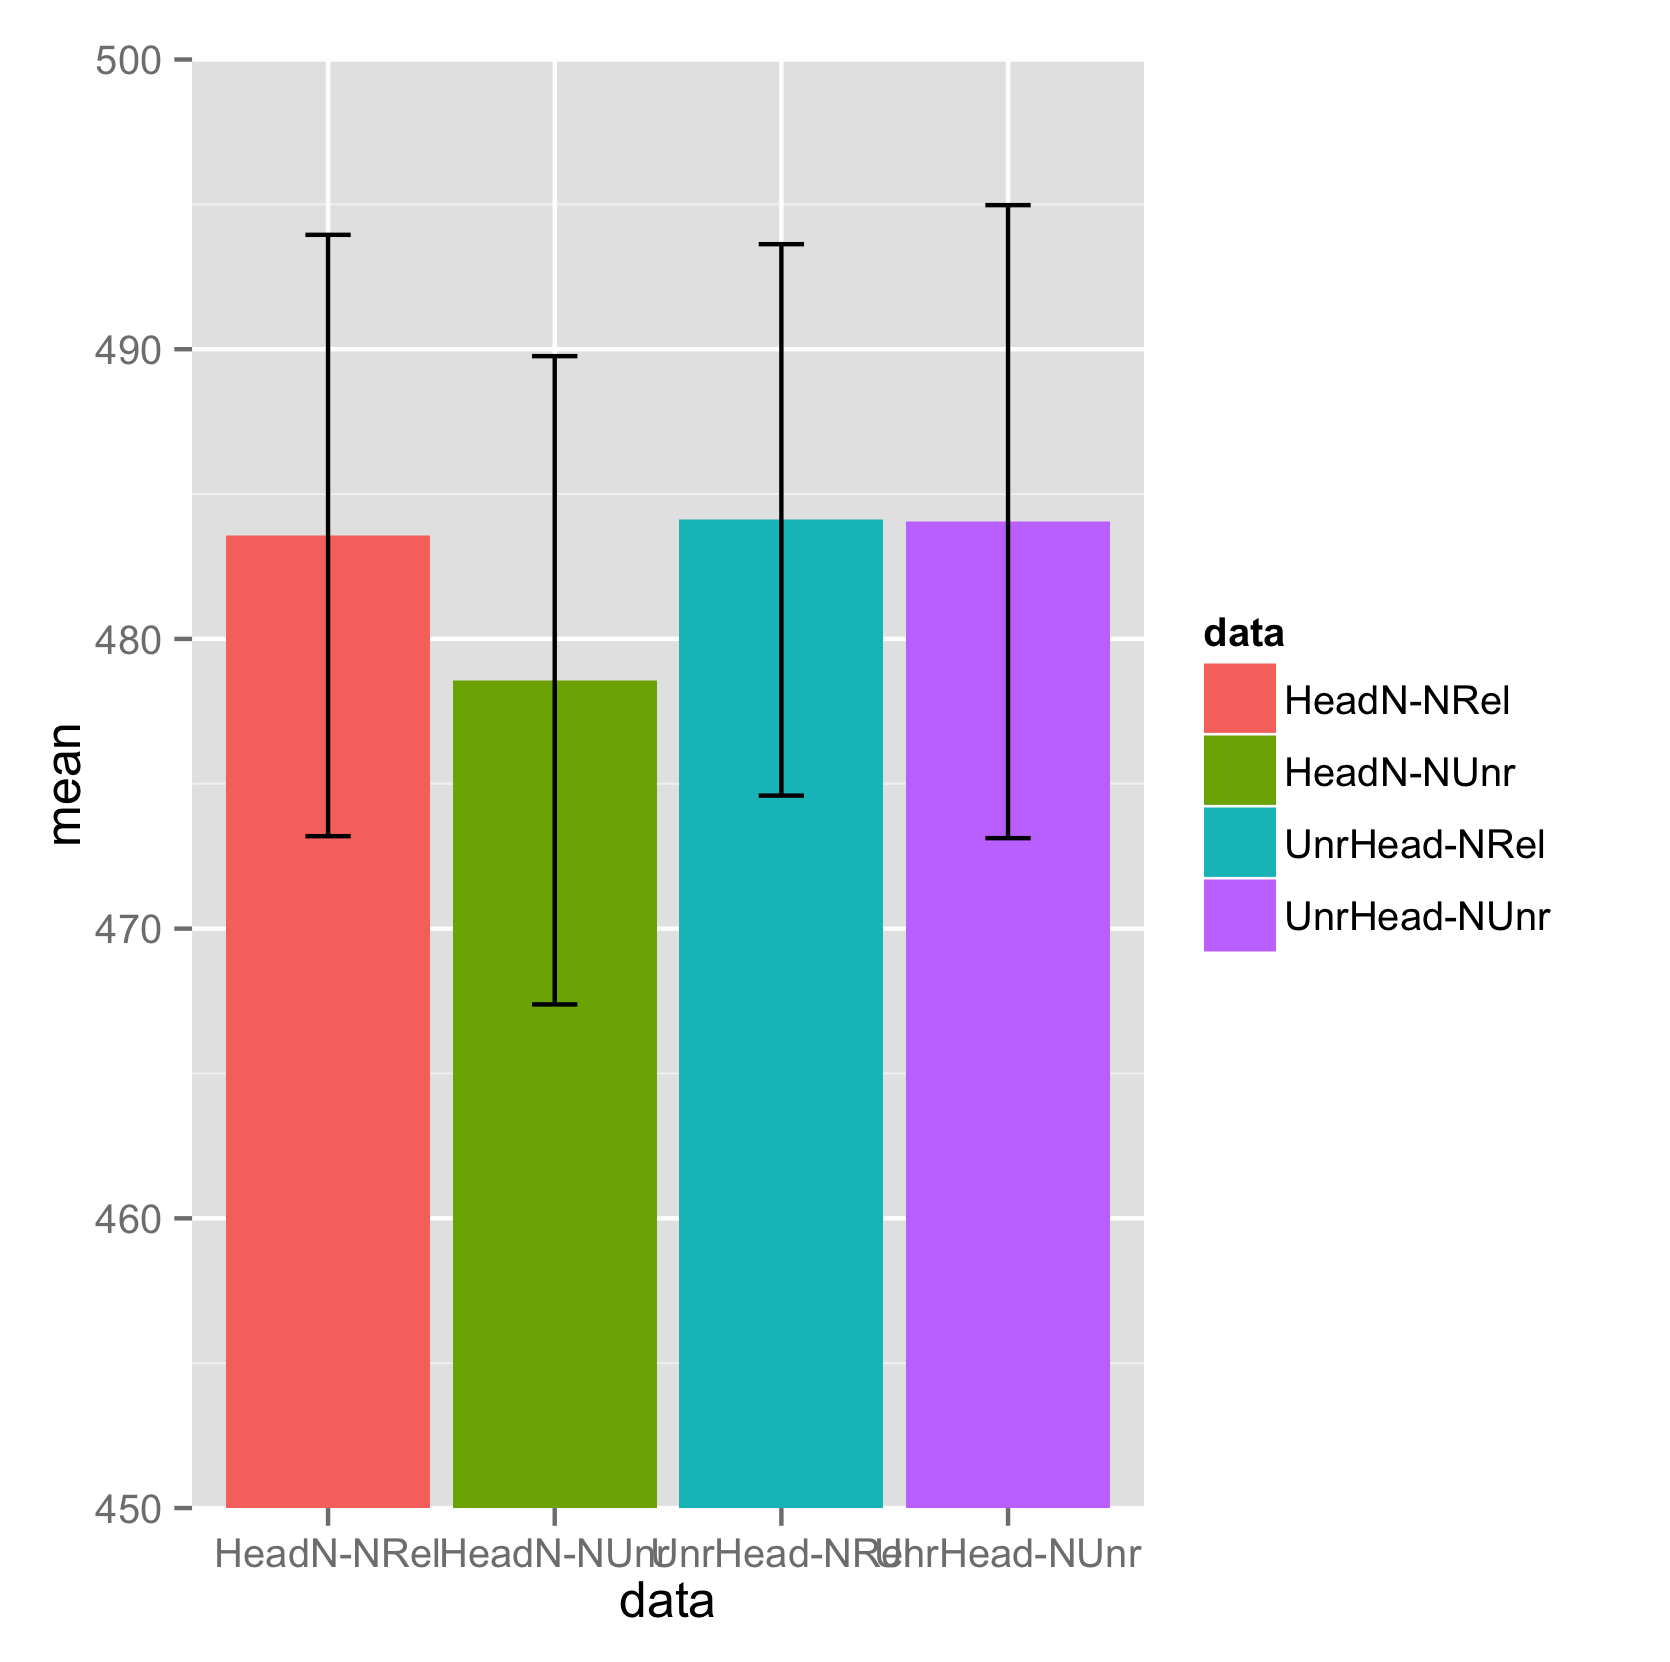 500
490
480
470
460
450
mean
HeadN-NRel HeadN-NUnr UnrHead-NRel UnrHead-NUnr
data
data
HeadN-NRel
HeadN-NUnr
UnrHead-NRel
UnrHead-NUnr